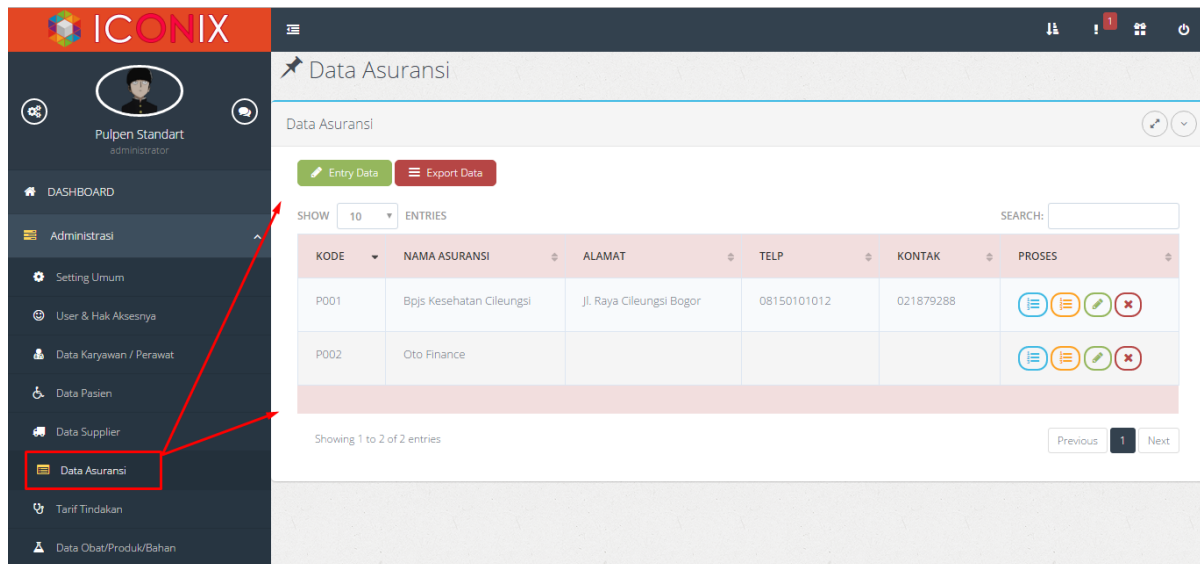 ICONIX
1
Data Asuransi
Pulpen Standart
administrator
DASHBOARD
Administrasi
Setting Umum
User & Hak Aksesnya
Data Karyawan / Perawat
Data Pasien
Data Supplier
Data Asuransi
Tarif Tindakan
Data Obat/Produk/Bahan
Data Asuransi
Entry Data
Export Data
SHOW 10 ENTRIES
SEARCH:
KODE NAMA ASURANSI ALAMAT TELP KONTAK PROSES
P001 Bpjs Kesehatan Cileungsi Jl. Raya Cileungsi Bogor 08150101012 021879288
P002 Oto Finance
Showing 1 to 2 of 2 entries
Previous 1 Next